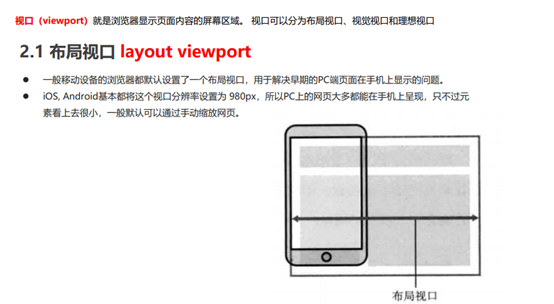 视口（viewport）就是浏览器显示页面内容的屏幕区域。 视口可以分为布局视口、视觉视口和理想视口
2.1 布局视口 layout viewport
● 一般移动设备的浏览器都默认设置了一个布局视口，用于解决早期的PC端页面在手机上显示的问题。
● iOS, Android基本都将这个视口分辨率设置为 980px，所以PC上的网页大多都能在手机上呈现，只不过元
素看上去很小，一般默认可以通过手动缩放网页。
布局视口